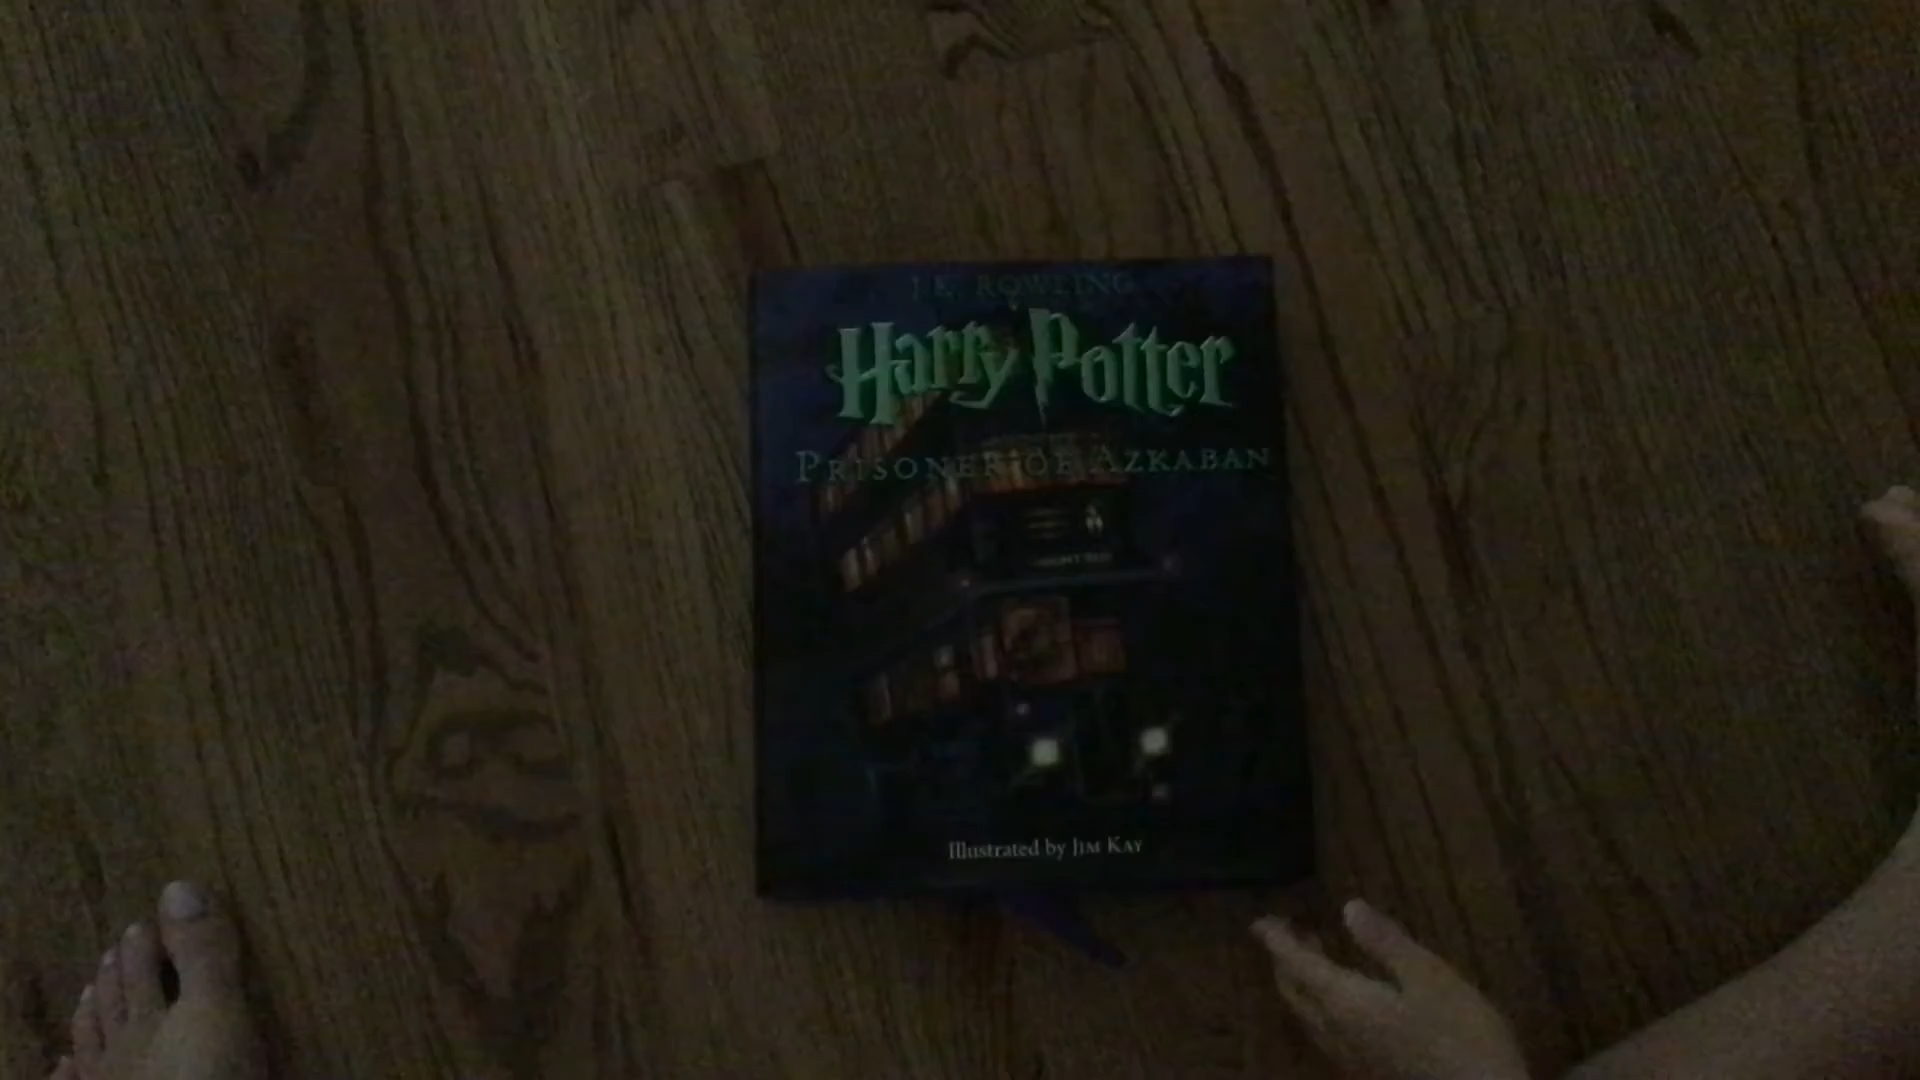 J.K. ROWLING
Harry Potter
PRISONER OF AZKABAN
Illustrated by JIM KAY